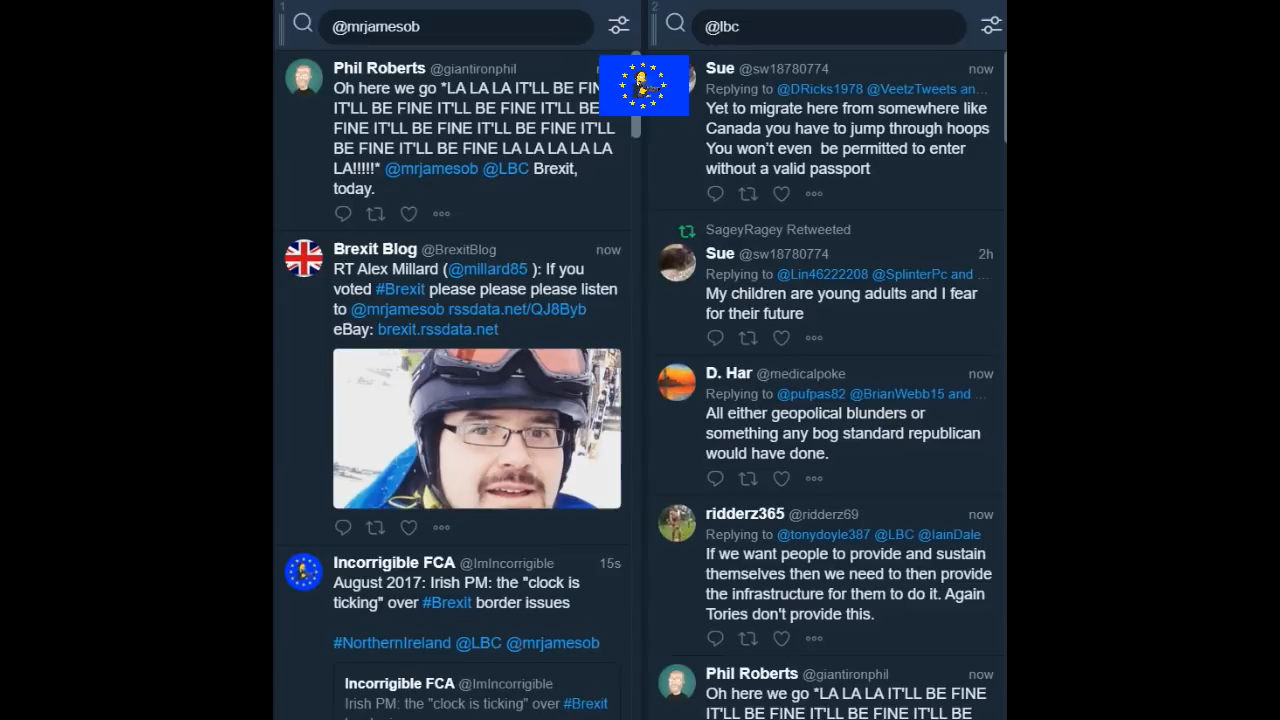 1
@mrjamesob
Phil Roberts @giantironphil
Oh here we go *LA LA LA IT'LL BE FIN
IT'LL BE FINE IT'LL BE FINE IT'LL BE
FINE IT'LL BE FINE IT'LL BE FINE IT'LL
BE FINE IT'LL BE FINE LA LA LA LA LA
LA!!!!!* @mrjamesob @LBC Brexit,
today.
Brexit Blog @BrexitBlog now
RT Alex Millard (@millard85 ): If you
voted #Brexit please please please listen
to @mrjamesob rssdata.net/QJ8Byb
eBay: brexit.rssdata.net
Incorrigible FCA @ImIncorrigible 15s
August 2017: Irish PM: the "clock is
ticking" over #Brexit border issues
#NorthernIreland @LBC @mrjamesob
Incorrigible FCA @ImIncorrigible
Irish PM: the "clock is ticking" over #Brexit
2
@lbc
Sue @sw18780774 now
Replying to @DRicks1978 @VeetzTweets an...
Yet to migrate here from somewhere like
Canada you have to jump through hoops
You won't even be permitted to enter
without a valid passport
SageyRagey Retweeted
Sue @sw18780774 2h
Replying to @Lin46222208 @SplinterPc and ...
My children are young adults and I fear
for their future
D. Har @medicalpoke now
Replying to @pufpas82 @BrianWebb15 and ...
All either geopolical blunders or
something any bog standard republican
would have done.
ridderz365 @ridderz69 now
Replying to @tonydoyle387 @LBC @IainDale
If we want people to provide and sustain
themselves then we need to then provide
the infrastructure for them to do it. Again
Tories don't provide this.
Phil Roberts @giantironphil now
Oh here we go *LA LA LA IT'LL BE FINE
IT'LL BE FINE IT'LL BE FINE IT'LL BE